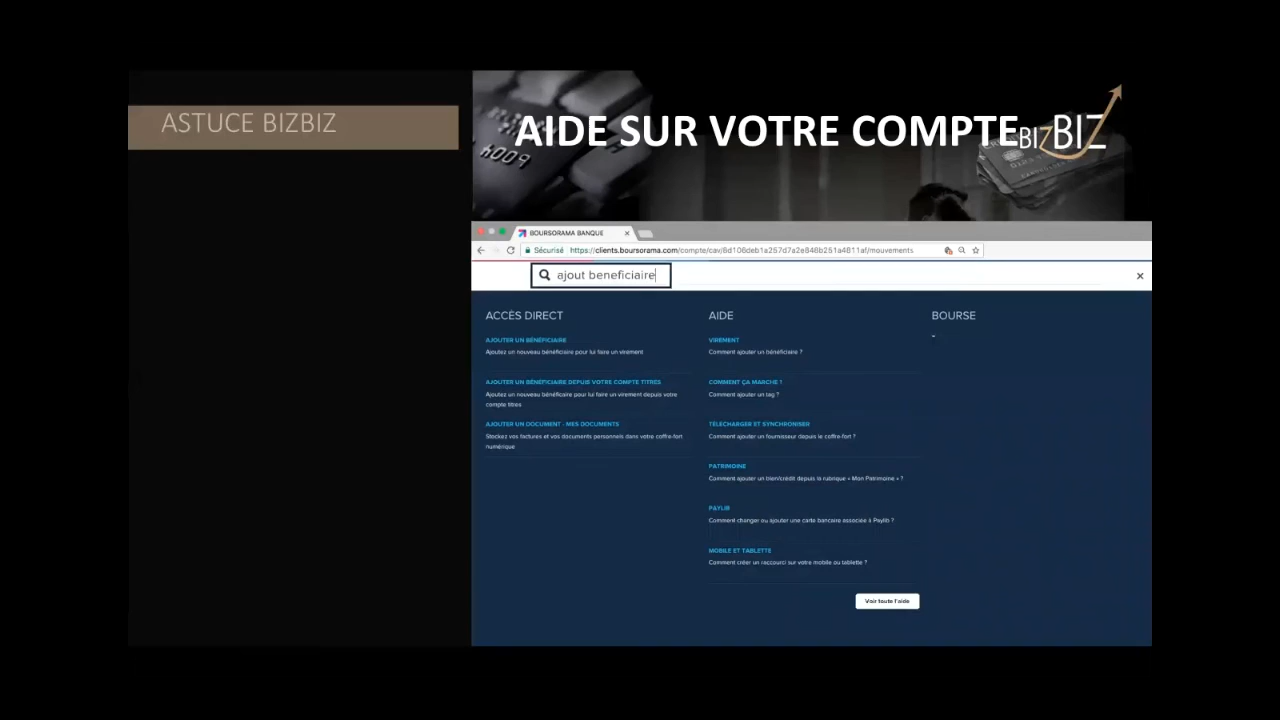 ASTUCE BIZBIZ
AIDE SUR VOTRE COMPTE
BIZBIZ
4009
BOURSORAMA BANQUE
Sécurisé https://clients.boursorama.com/compte/cav/6d106deb1a257d7a2e646b251a4811af/mouvements
ajout beneficiaire
ACCÈS DIRECT
AJOUTER UN BÉNÉFICIAIRE
Ajoutez un nouveau bénéficiaire pour lui faire un virement
AJOUTER UN BÉNÉFICIAIRE DEPUIS VOTRE COMPTE TITRES
Ajoutez un nouveau bénéficaire pour lui faire un virement depuis votre
compte titres
AJOUTER UN DOCUMENT - MES DOCUMENTS
Stockez vos factures et vos documents personnels dans votre coffre-fort
numérique
AIDE
VIREMENT
Comment ajouter un bénéficiaire ?
COMMENT ÇA MARCHE ?
Comment ajouter un tag ?
TÉLÉCHARGER ET SYNCHRONISER
Comment ajouter un fournisseur depuis le coffre-fort ?
PATRIMOINE
Comment ajouter un bien/crédit depuis la rubrique « Mon Patrimoine » ?
PAYLIB
Comment changer ou ajouter une carte bancaire associée à Paylib ?
MOBILE ET TABLETTE
Comment créer un raccourci sur votre mobile ou tablette ?
Voir toute l'aide
BOURSE
-